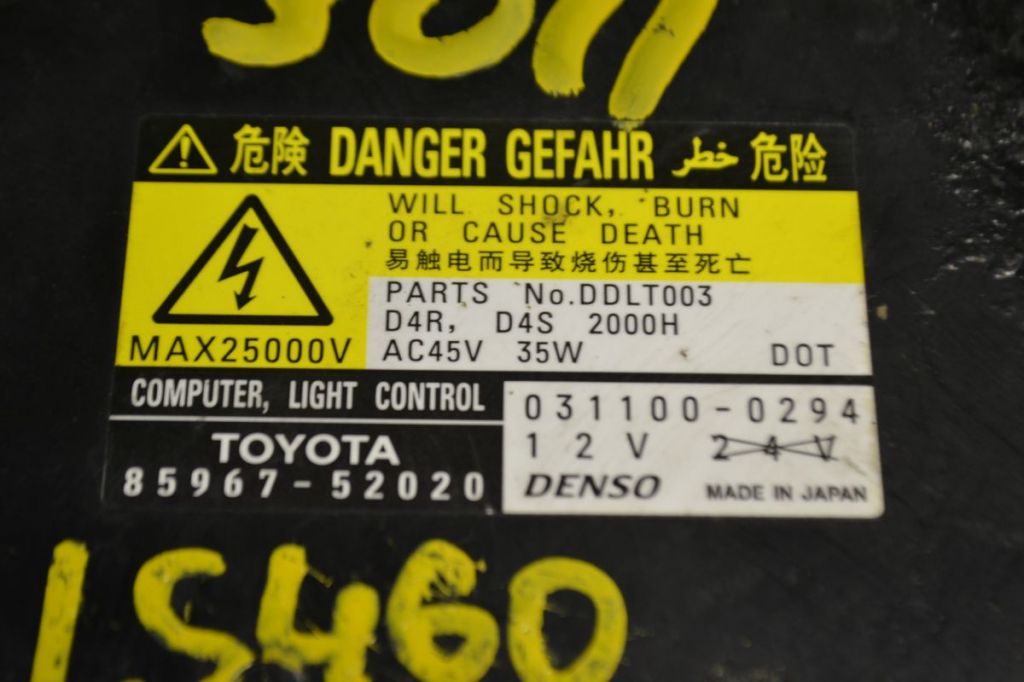 危険 DANGER GEFAHR خطر 危险
WILL SHOCK, BURN
OR CAUSE DEATH
易触电而导致烧伤甚至死亡
MAX25000V
PARTS No.DDLT003
D4R, D4S 2000H
AC45V 35W DOT
COMPUTER, LIGHT CONTROL
TOYOTA
85967-52020
031100-0294
12V 24V
DENSO MADE IN JAPAN
LS460